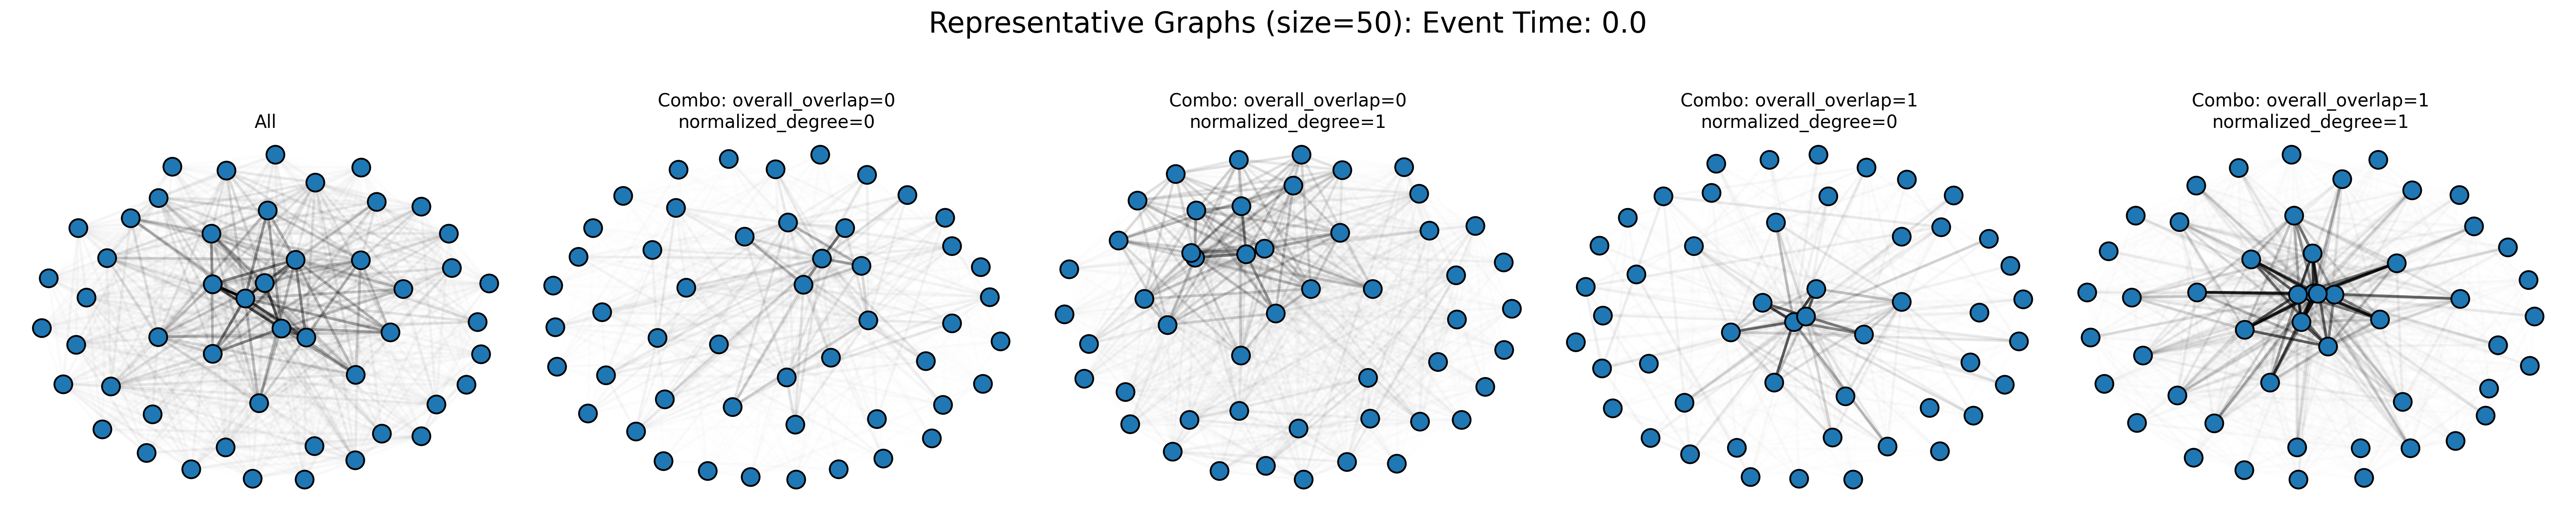 Representative Graphs (size=50): Event Time: 0.0
All
Combo: overall_overlap=0
normalized_degree=0
Combo: overall_overlap=0
normalized_degree=1
Combo: overall_overlap=1
normalized_degree=0
Combo: overall_overlap=1
normalized_degree=1